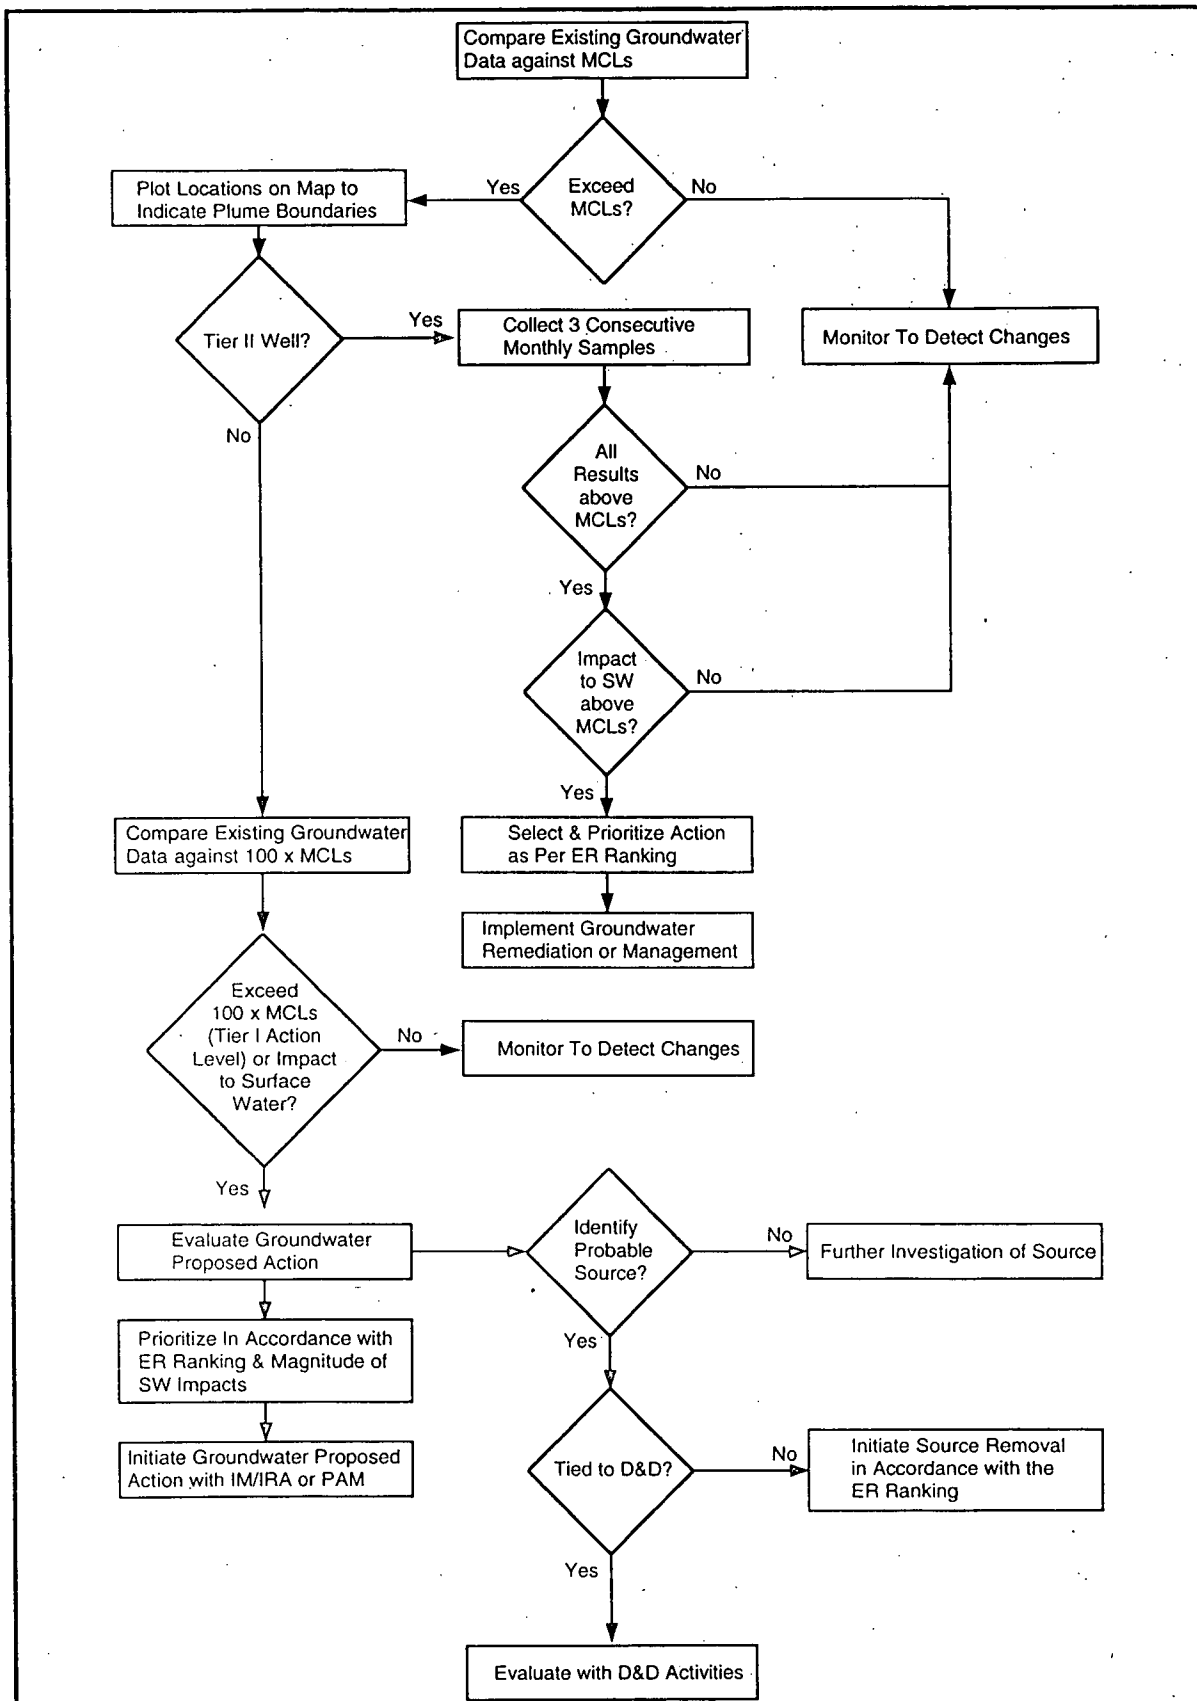 Compare Existing Groundwater
Data against MCLs
Exceed
MCLs?
Yes
No
Plot Locations on Map to
Indicate Plume Boundaries
Tier II Well?
Yes
No
Collect 3 Consecutive
Monthly Samples
Monitor To Detect Changes
All
Results
above
MCLs?
No
Yes
Impact
to SW
above
MCLs?
No
Yes
Compare Existing Groundwater
Data against 100 x MCLs
Select & Prioritize Action
as Per ER Ranking
Implement Groundwater
Remediation or Management
Exceed
100 x MCLs
(Tier I Action
Level) or Impact
to Surface
Water?
No
Monitor To Detect Changes
Yes
Evaluate Groundwater
Proposed Action
Identify
Probable
Source?
No
Further Investigation of Source
Yes
Prioritize In Accordance with
ER Ranking & Magnitude of
SW Impacts
Initiate Groundwater Proposed
Action with IM/IRA or PAM
Tied to D&D?
No
Initiate Source Removal
in Accordance with the
ER Ranking
Yes
Evaluate with D&D Activities